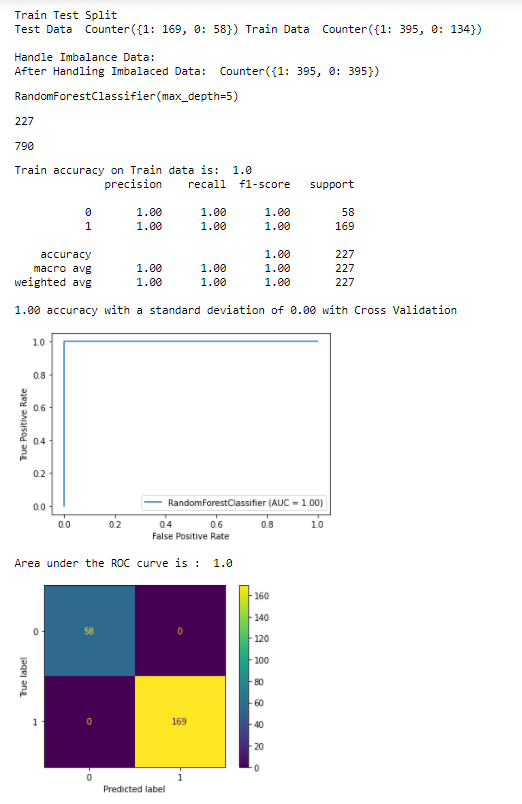 Train Test Split
Test Data Counter({1: 169, 0: 58}) Train Data Counter({1: 395, 0: 134})
Handle Imbalance Data:
After Handling Imbalaced Data: Counter({1: 395, 0: 395})
RandomForestClassifier(max_depth=5)
227
790
Train accuracy on Train data is: 1.0
precision recall f1-score support
0 1.00 1.00 1.00 58
1 1.00 1.00 1.00 169
accuracy 1.00 227
macro avg 1.00 1.00 1.00 227
weighted avg 1.00 1.00 1.00 227
1.00 accuracy with a standard deviation of 0.00 with Cross Validation
1.0
0.8
0.6
0.4
0.2
0.0
True Positive Rate
RandomForestClassifier (AUC = 1.00)
0.0 0.2 0.4 0.6 0.8 1.0
False Positive Rate
Area under the ROC curve is : 1.0
True label
0 58 0
1 0 169
0 1
Predicted label
160
140
120
100
80
60
40
20
0